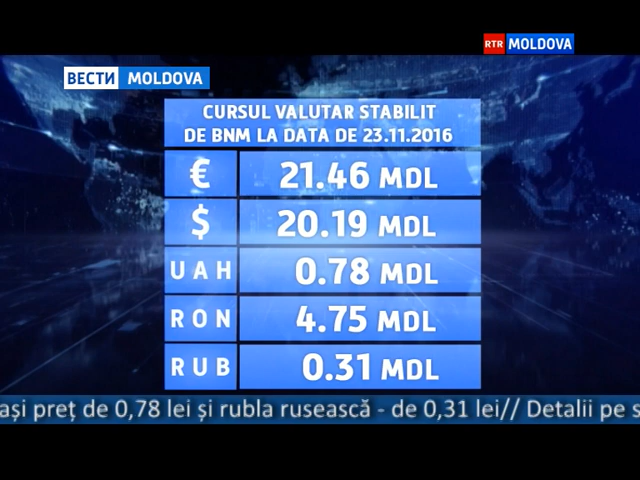 RTR MOLDOVA
ВЕСТИ MOLDOVA
CURSUL VALUTAR STABILIT
DE BNM LA DATA DE 23.11.2016
€ 21.46 MDL
$ 20.19 MDL
UAH 0.78 MDL
RON 4.75 MDL
RUB 0.31 MDL
ași preț de 0,78 lei și rubla rusească - de 0,31 lei// Detalii pe s